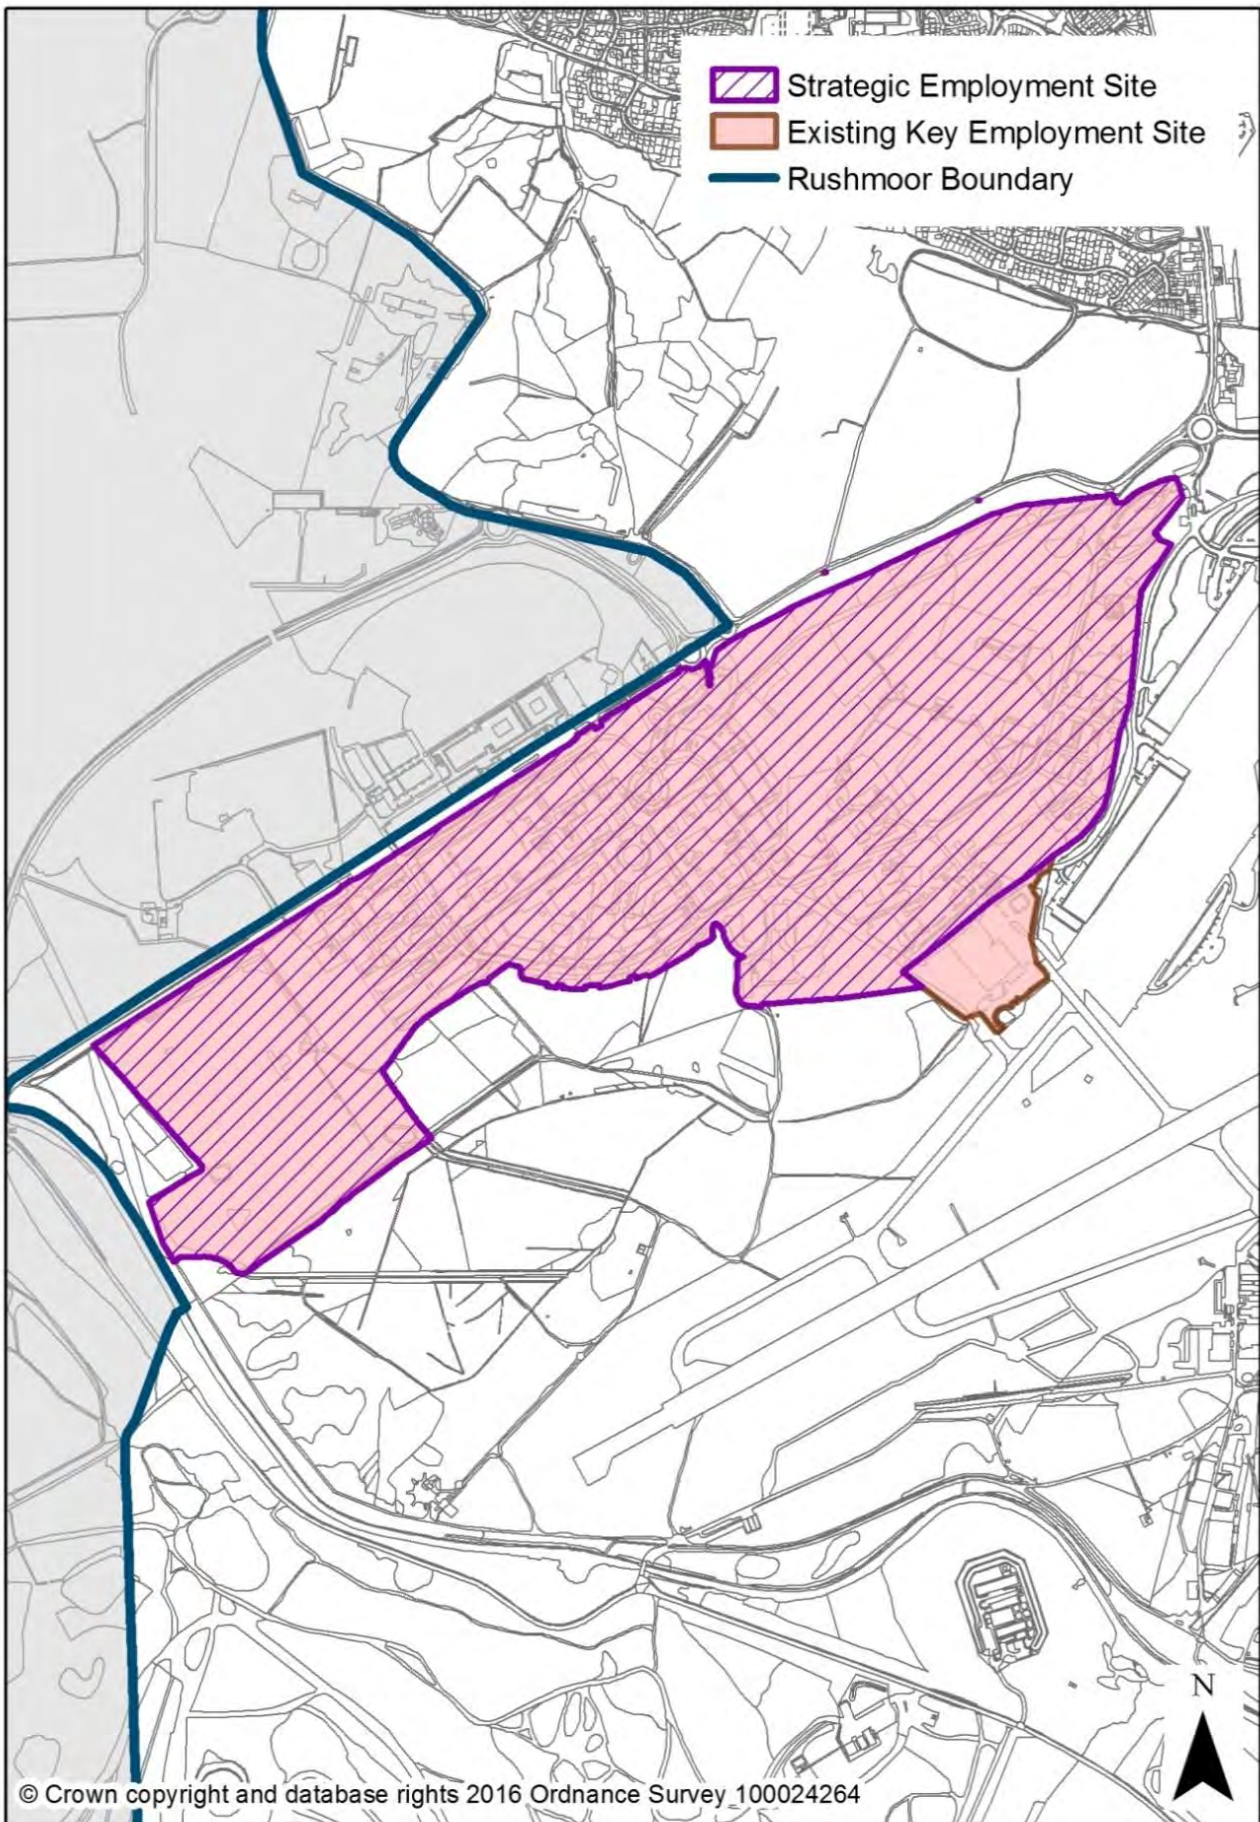 Strategic Employment Site
Existing Key Employment Site
Rushmoor Boundary
N
© Crown copyright and database rights 2016 Ordnance Survey 100024264